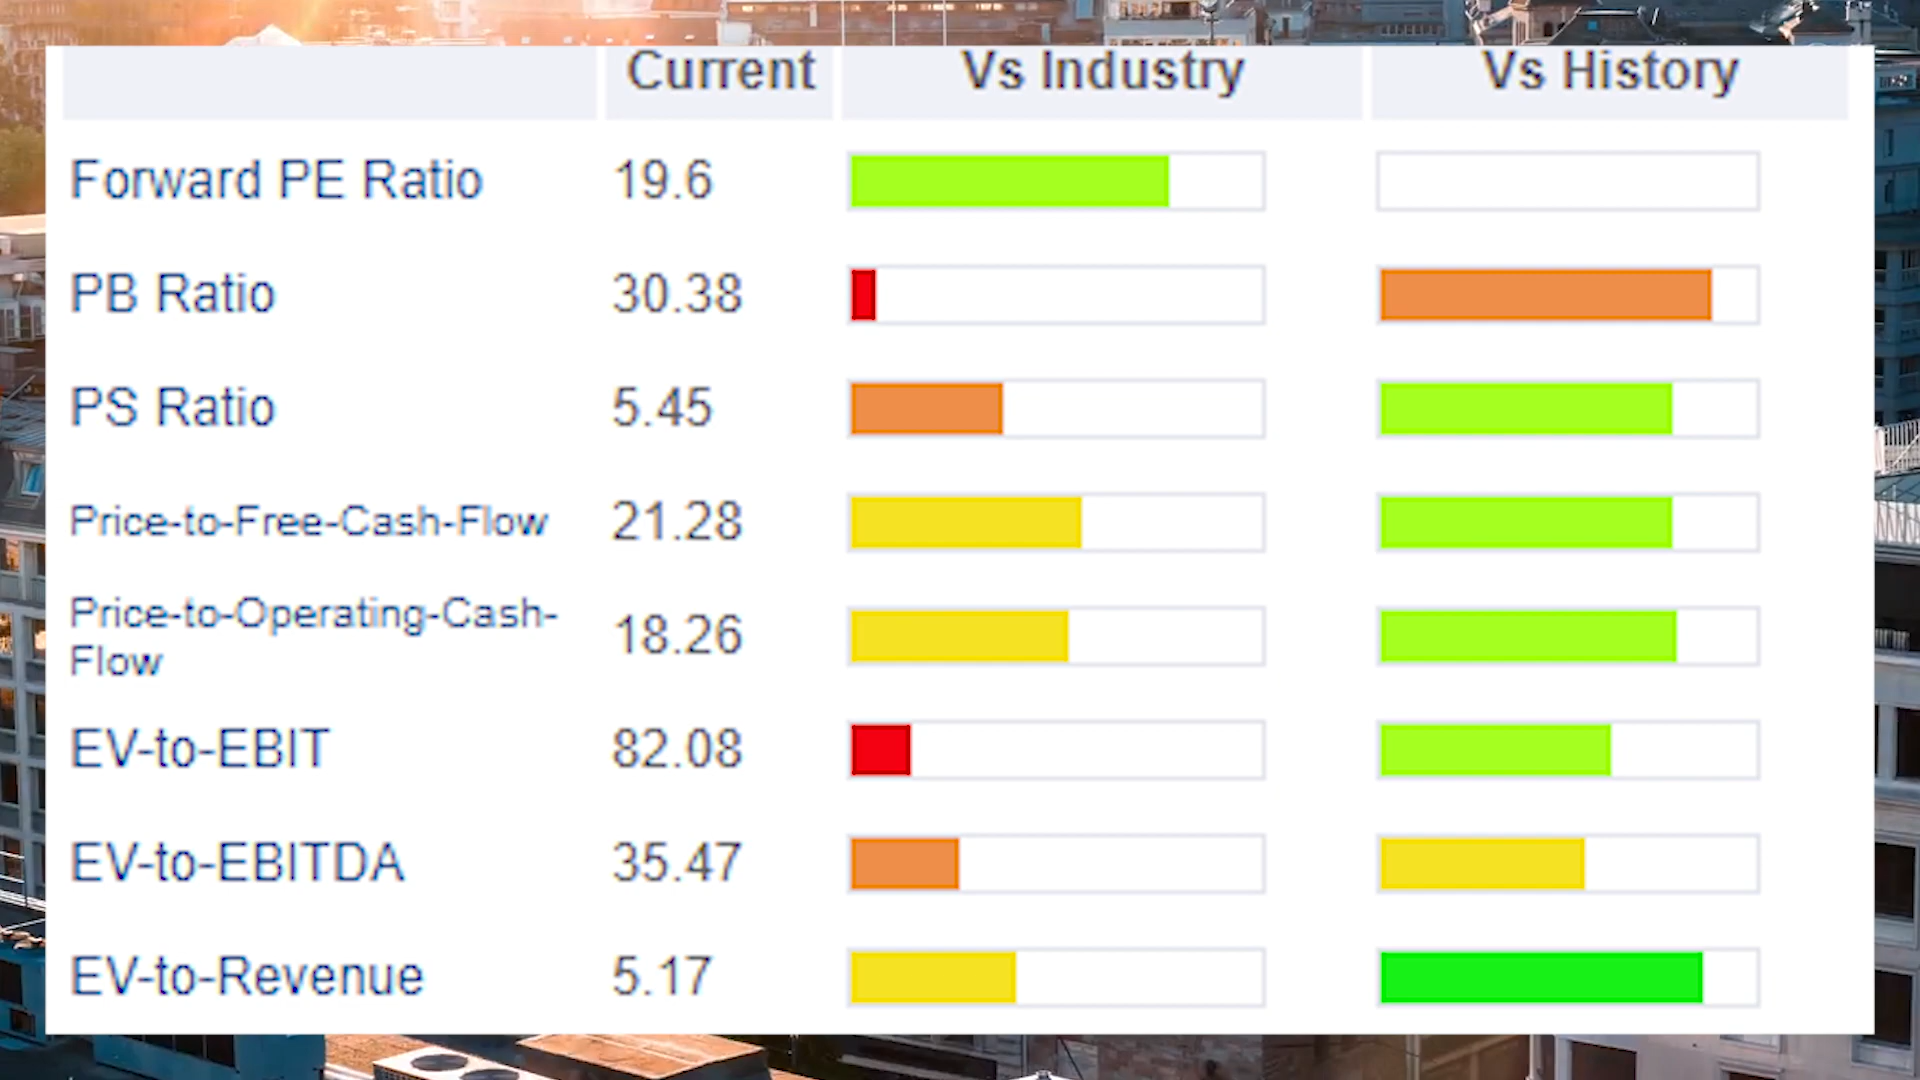 Current Vs Industry Vs History
Forward PE Ratio 19.6
PB Ratio 30.38
PS Ratio 5.45
Price-to-Free-Cash-Flow 21.28
Price-to-Operating-Cash-
Flow 18.26
EV-to-EBIT 82.08
EV-to-EBITDA 35.47
EV-to-Revenue 5.17